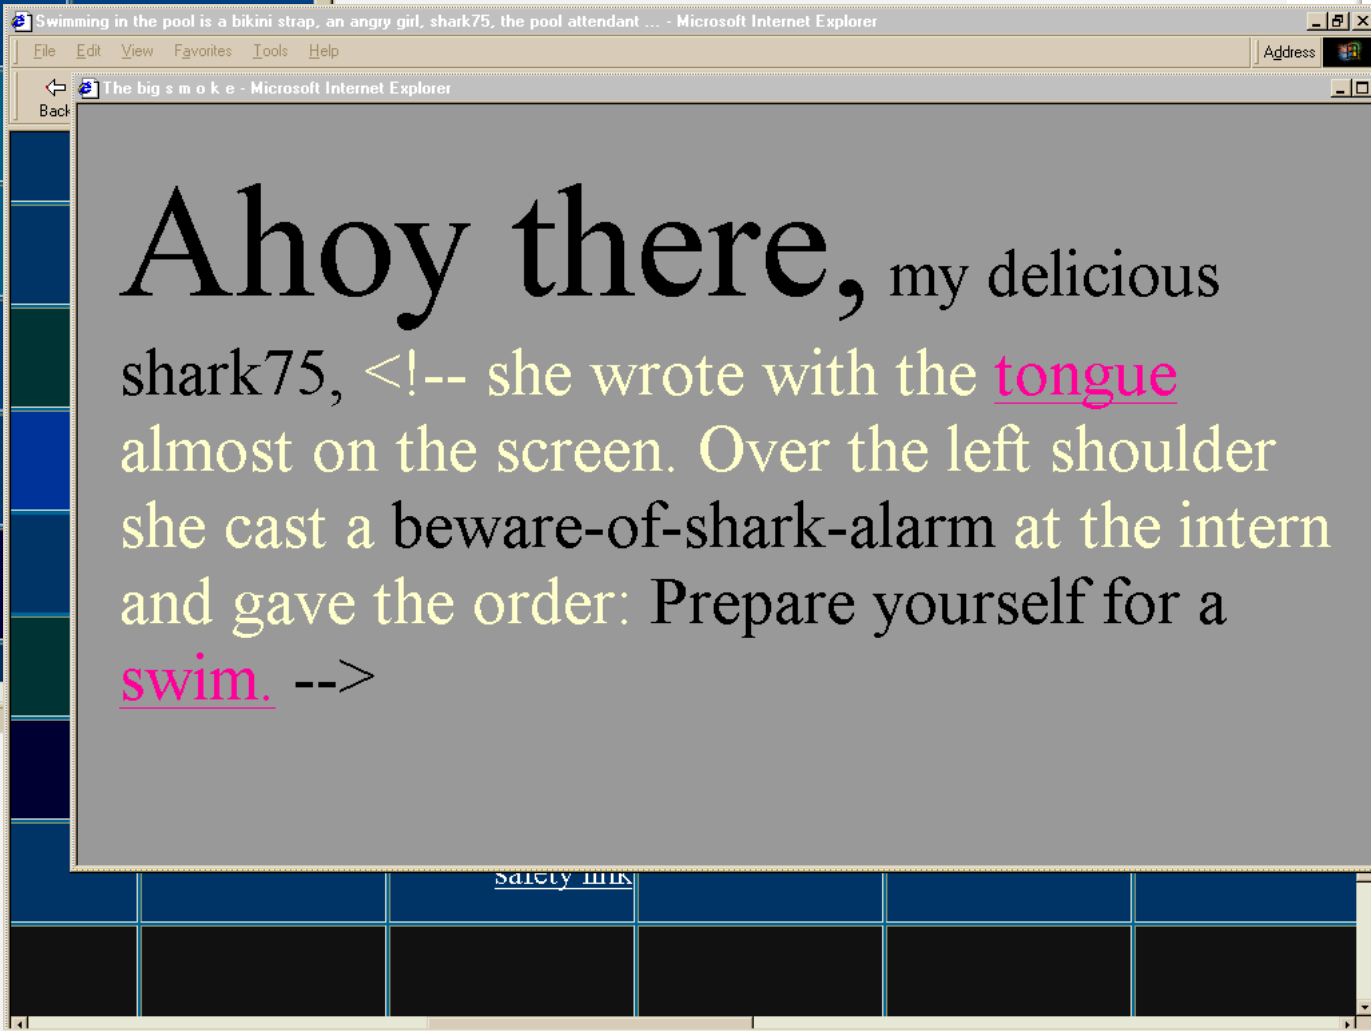 Swimming in the pool is a bikini strap, an angry girl, shark75, the pool attendant ... - Microsoft Internet Explorer
File Edit View Favorites Tools Help
Address
Back
The big s m o k e - Microsoft Internet Explorer
Ahoy there, my delicious
shark75, <!-- she wrote with the tongue
almost on the screen. Over the left shoulder
she cast a beware-of-shark-alarm at the intern
and gave the order: Prepare yourself for a
swim. -->
safety link